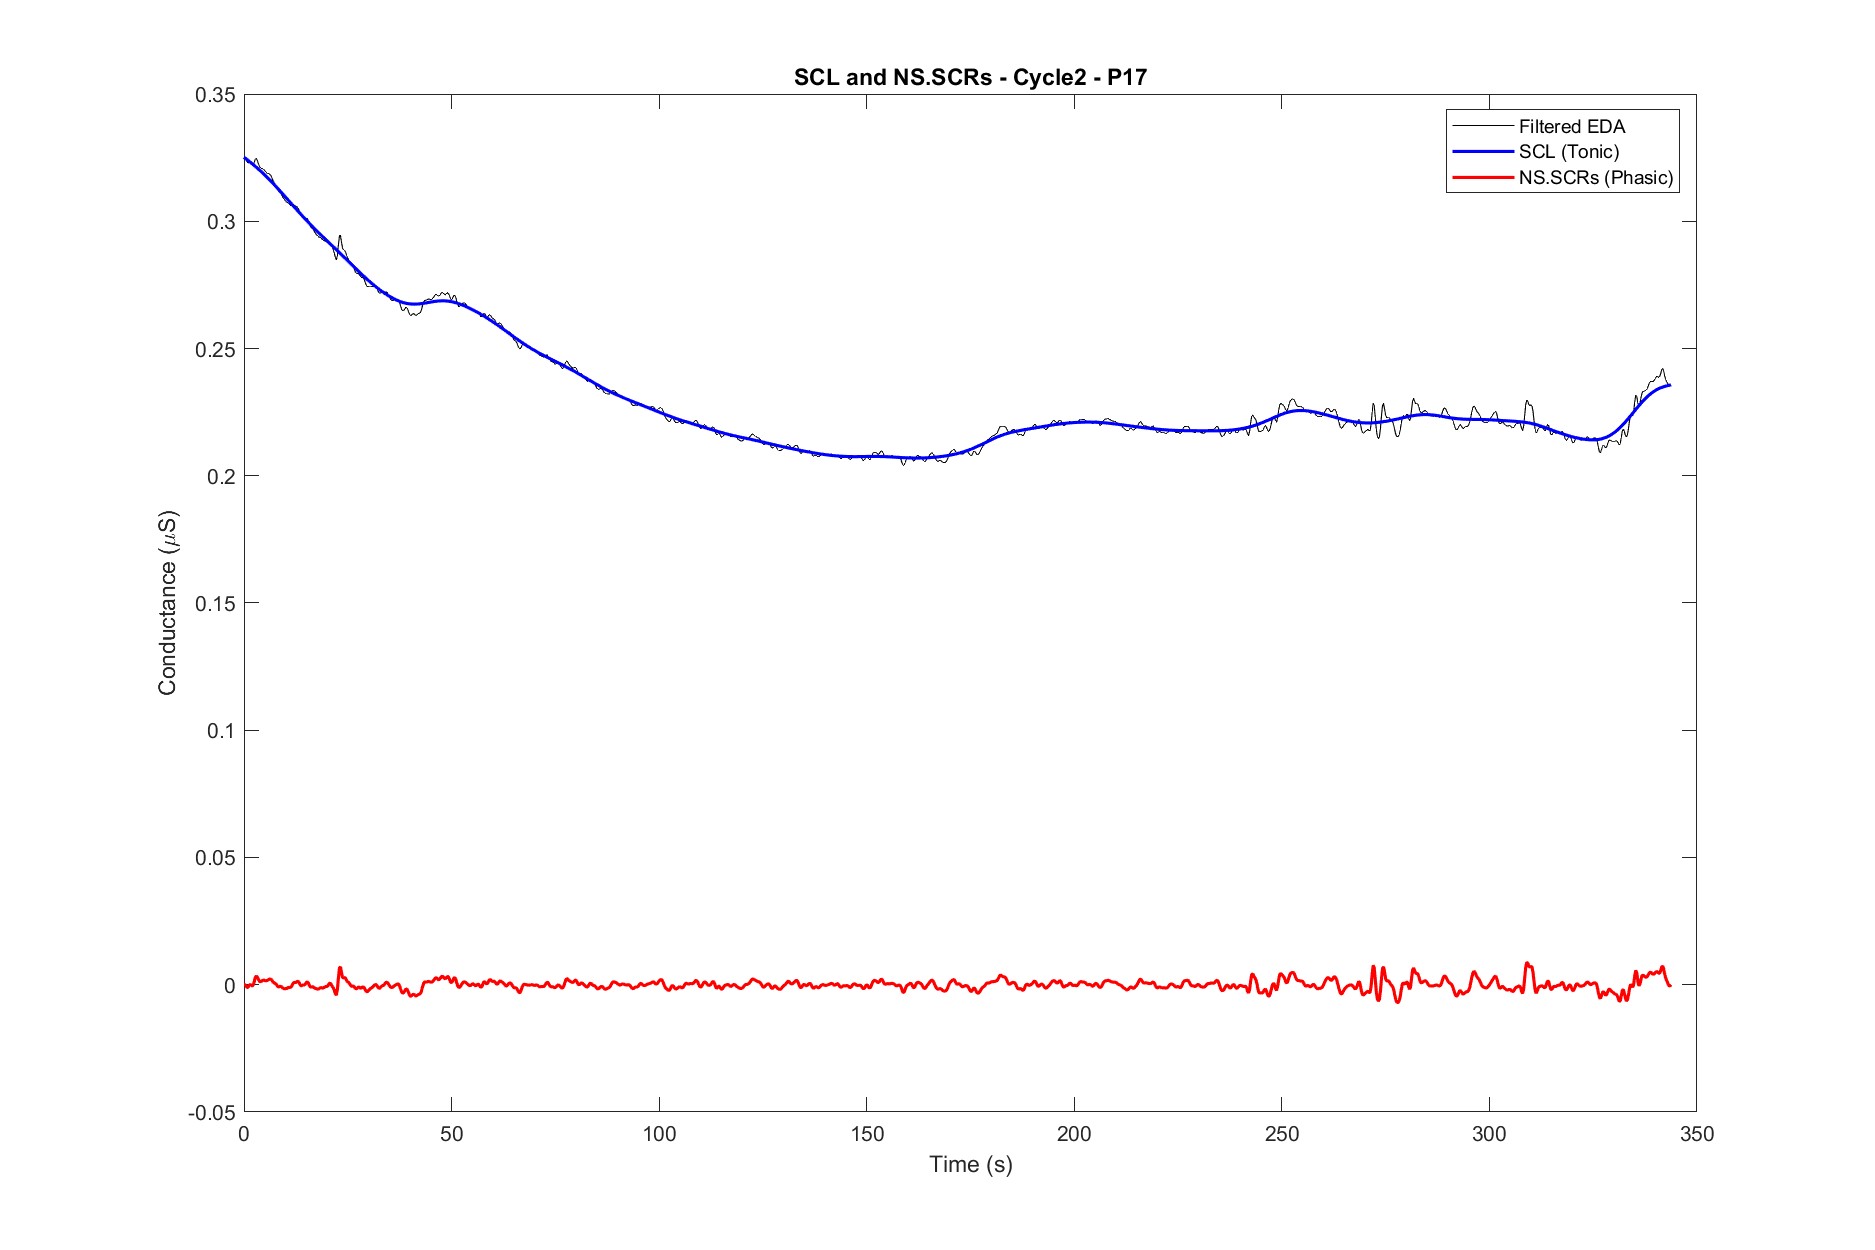 SCL and NS.SCRs - Cycle2 - P17
Filtered EDA
SCL (Tonic)
NS.SCRs (Phasic)
0.35
0.3
0.25
0.2
0.15
0.1
0.05
0
-0.05
Conductance (μS)
0 50 100 150 200 250 300 350
Time (s)